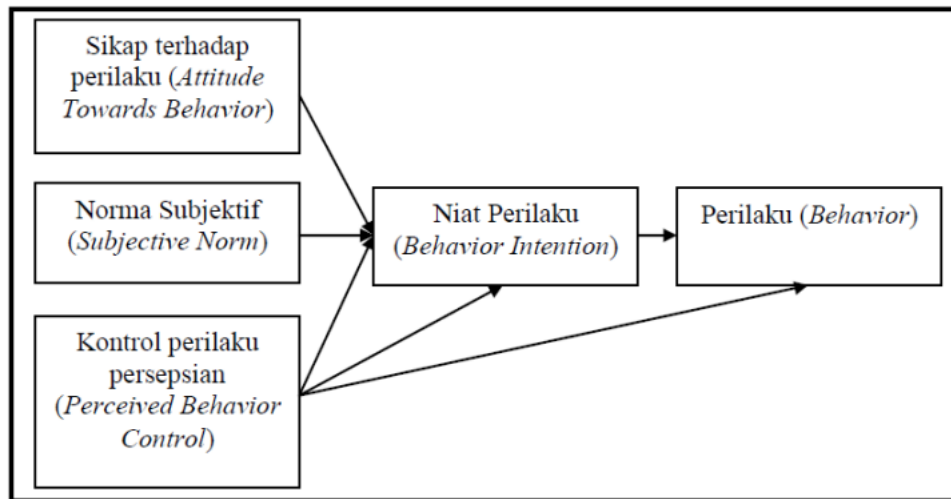 Sikap terhadap
perilaku (Attitude
Towards Behavior)
Norma Subjektif
(Subjective Norm)
Kontrol perilaku
persepsian
(Perceived Behavior
Control)
Niat Perilaku
(Behavior Intention)
Perilaku (Behavior)